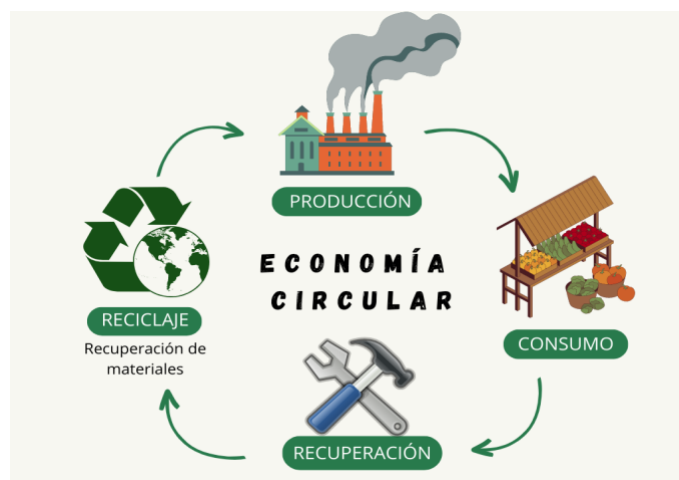 PRODUCCIÓN
ECONOMÍA
CIRCULAR
RECICLAJE
Recuperación de
materiales
CONSUMO
RECUPERACIÓN